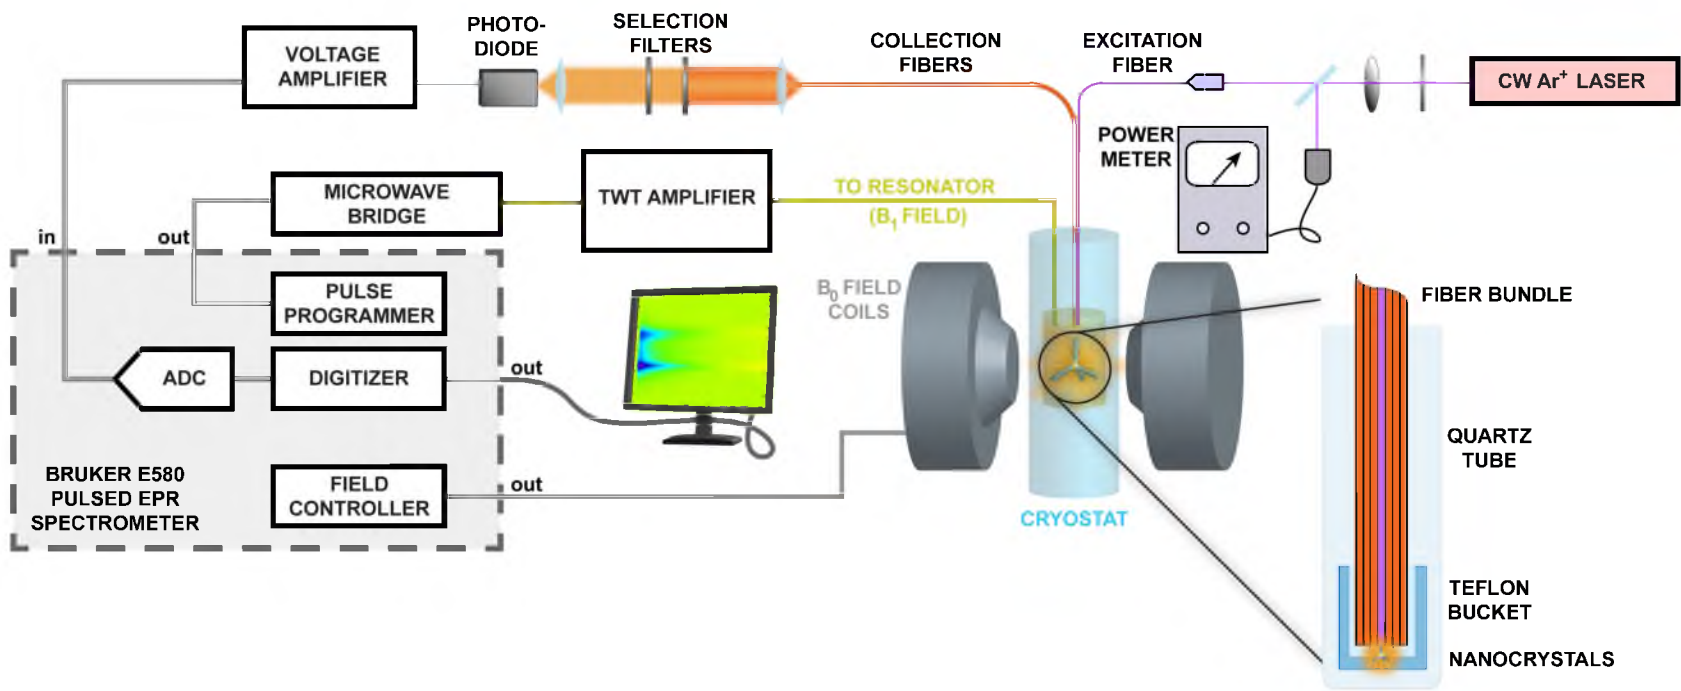 PHOTO-
DIODE
SELECTION
FILTERS
VOLTAGE
AMPLIFIER
COLLECTION
FIBERS
EXCITATION
FIBER
CW Ar+ LASER
POWER
METER
MICROWAVE
BRIDGE
TWT AMPLIFIER
TO RESONATOR
(B1 FIELD)
in
out
PULSE
PROGRAMMER
B0 FIELD
COILS
FIBER BUNDLE
ADC
DIGITIZER
out
QUARTZ
TUBE
BRUKER E580
PULSED EPR
SPECTROMETER
FIELD
CONTROLLER
out
CRYOSTAT
TEFLON
BUCKET
NANOCRYSTALS